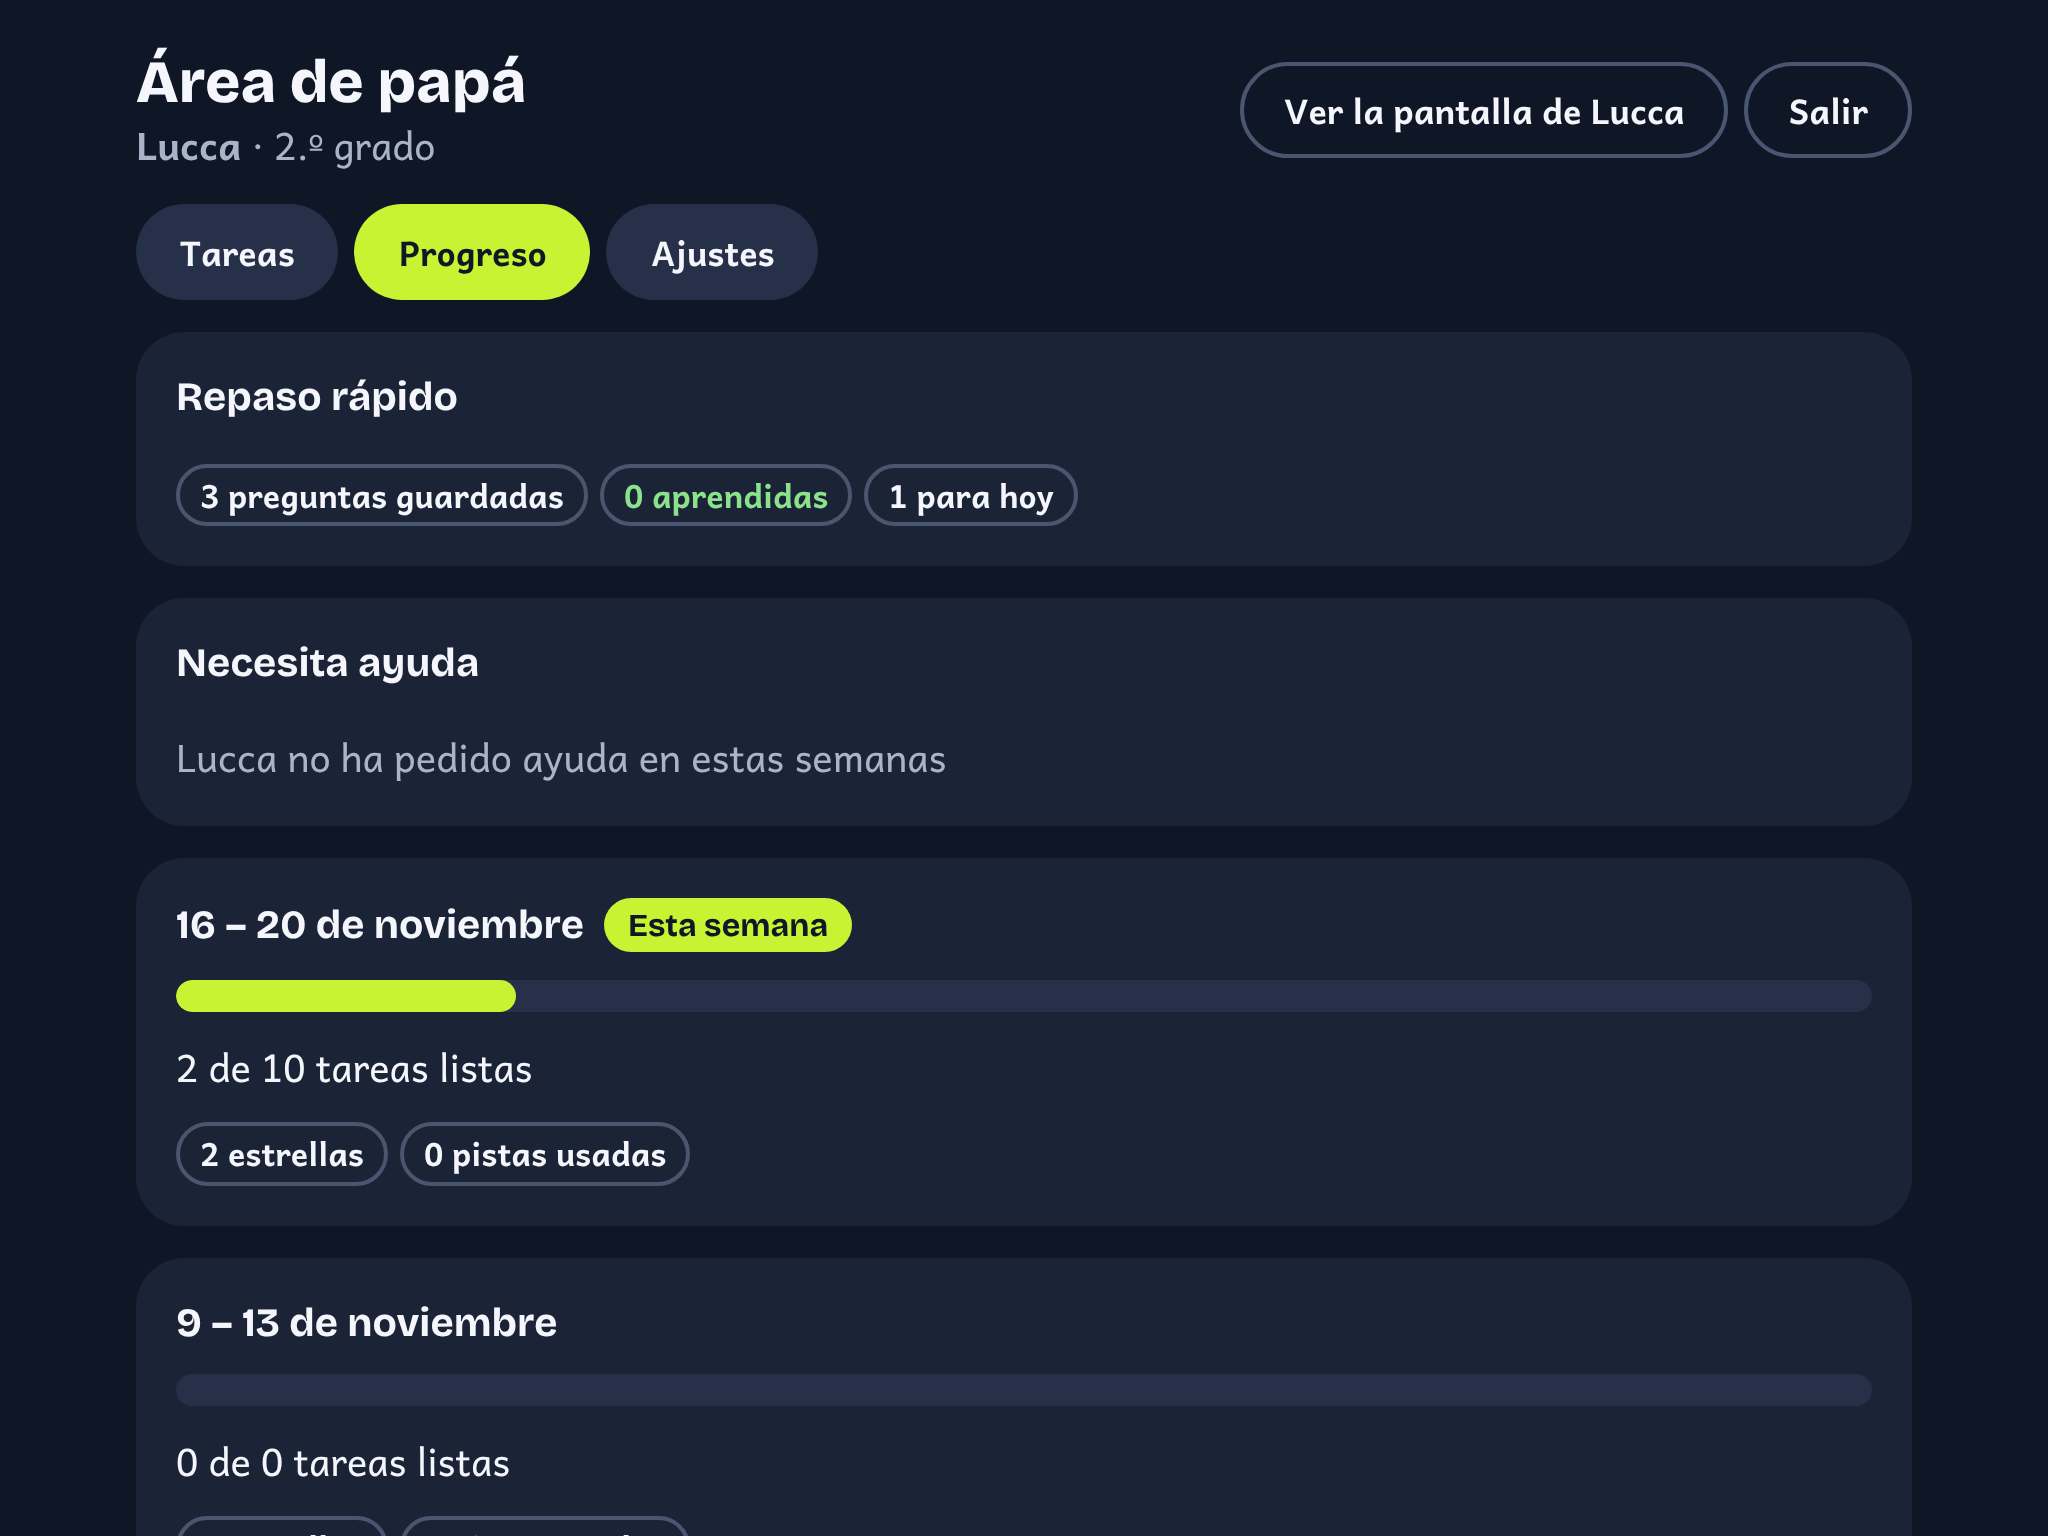 Área de papá
Lucca · 2.º grado
Ver la pantalla de Lucca
Salir
Tareas
Progreso
Ajustes
Repaso rápido
3 preguntas guardadas
0 aprendidas
1 para hoy
Necesita ayuda
Lucca no ha pedido ayuda en estas semanas
16 – 20 de noviembre
Esta semana
2 de 10 tareas listas
2 estrellas
0 pistas usadas
9 – 13 de noviembre
0 de 0 tareas listas